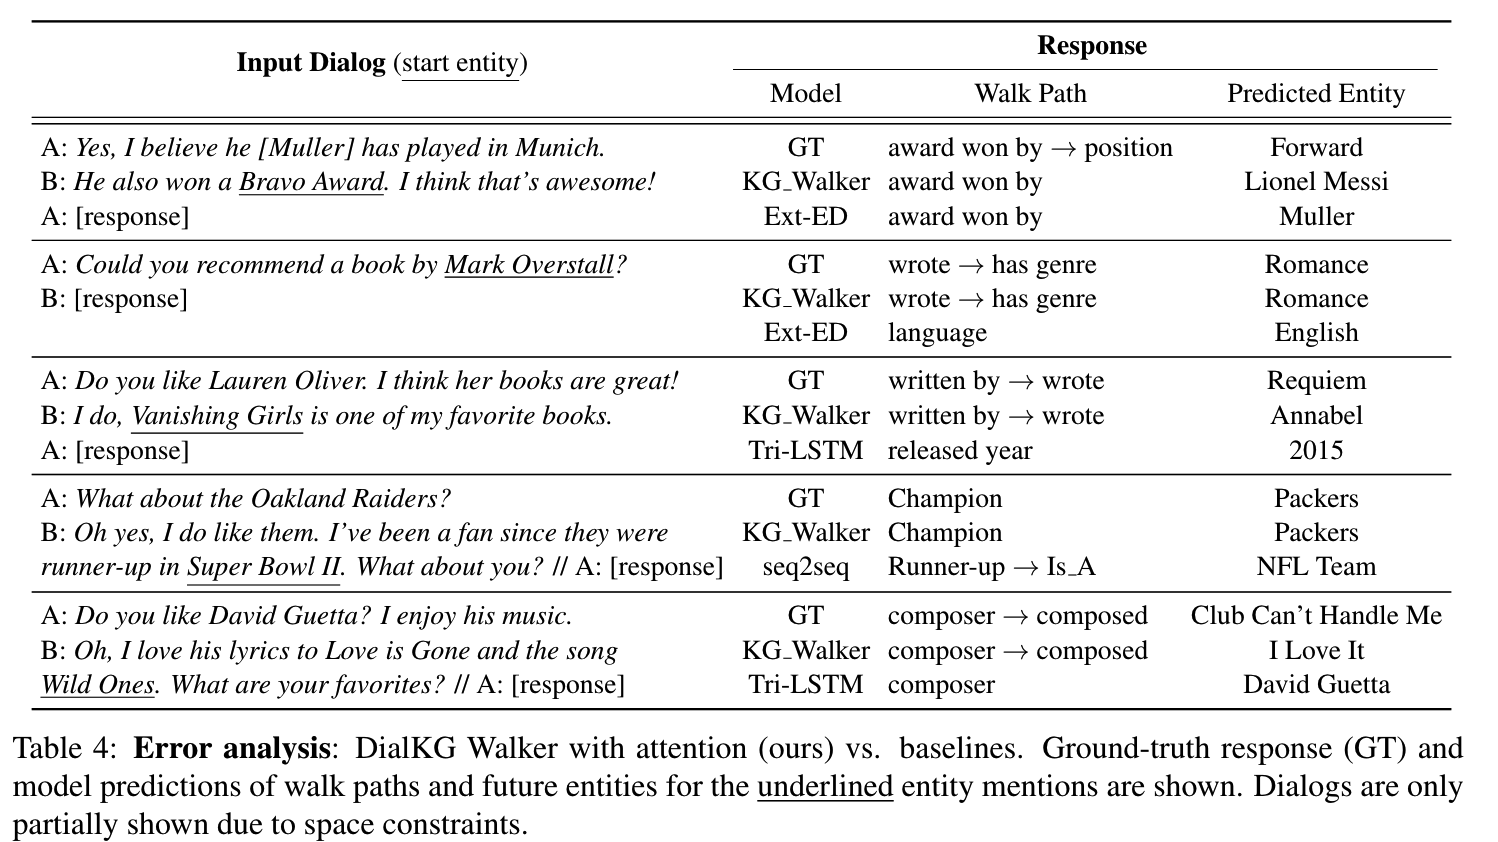 Input Dialog (start entity) Response
Model Walk Path Predicted Entity
A: Yes, I believe he [Muller] has played in Munich. GT award won by → position Forward
B: He also won a Bravo Award. I think that's awesome! KG_Walker award won by Lionel Messi
A: [response] Ext-ED award won by Muller
A: Could you recommend a book by Mark Overstall? GT wrote → has genre Romance
B: [response] KG_Walker wrote → has genre Romance
Ext-ED language English
A: Do you like Lauren Oliver. I think her books are great! GT written by → wrote Requiem
B: I do, Vanishing Girls is one of my favorite books. KG_Walker written by → wrote Annabel
A: [response] Tri-LSTM released year 2015
A: What about the Oakland Raiders? GT Champion Packers
B: Oh yes, I do like them. I've been a fan since they were KG_Walker Champion Packers
runner-up in Super Bowl II. What about you? // A: [response] seq2seq Runner-up → Is_A NFL Team
A: Do you like David Guetta? I enjoy his music. GT composer → composed Club Can't Handle Me
B: Oh, I love his lyrics to Love is Gone and the song KG_Walker composer → composed I Love It
Wild Ones. What are your favorites? // A: [response] Tri-LSTM composer David Guetta
Table 4: Error analysis: DialKG Walker with attention (ours) vs. baselines. Ground-truth response (GT) and
model predictions of walk paths and future entities for the underlined entity mentions are shown. Dialogs are only
partially shown due to space constraints.